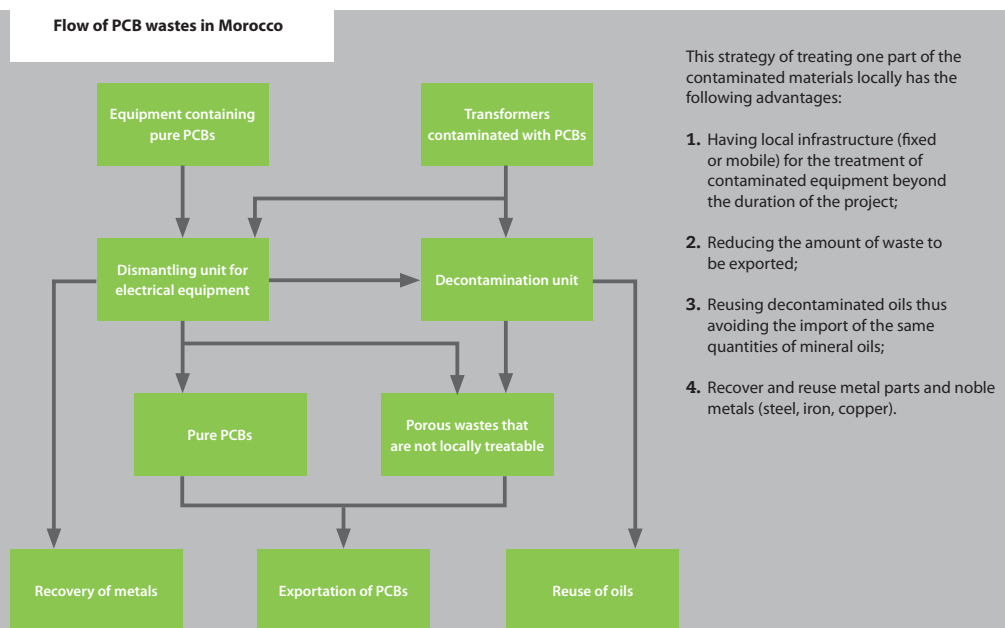 Flow of PCB wastes in Morocco
Equipment containing
pure PCBs
Transformers
contaminated with PCBs
Dismantling unit for
electrical equipment
Decontamination unit
Pure PCBs
Porous wastes that
are not locally treatable
Recovery of metals
Exportation of PCBs
Reuse of oils
This strategy of treating one part of the
contaminated materials locally has the
following advantages:
1. Having local infrastructure (fixed
or mobile) for the treatment of
contaminated equipment beyond
the duration of the project;
2. Reducing the amount of waste to
be exported;
3. Reusing decontaminated oils thus
avoiding the import of the same
quantities of mineral oils;
4. Recover and reuse metal parts and noble
metals (steel, iron, copper).